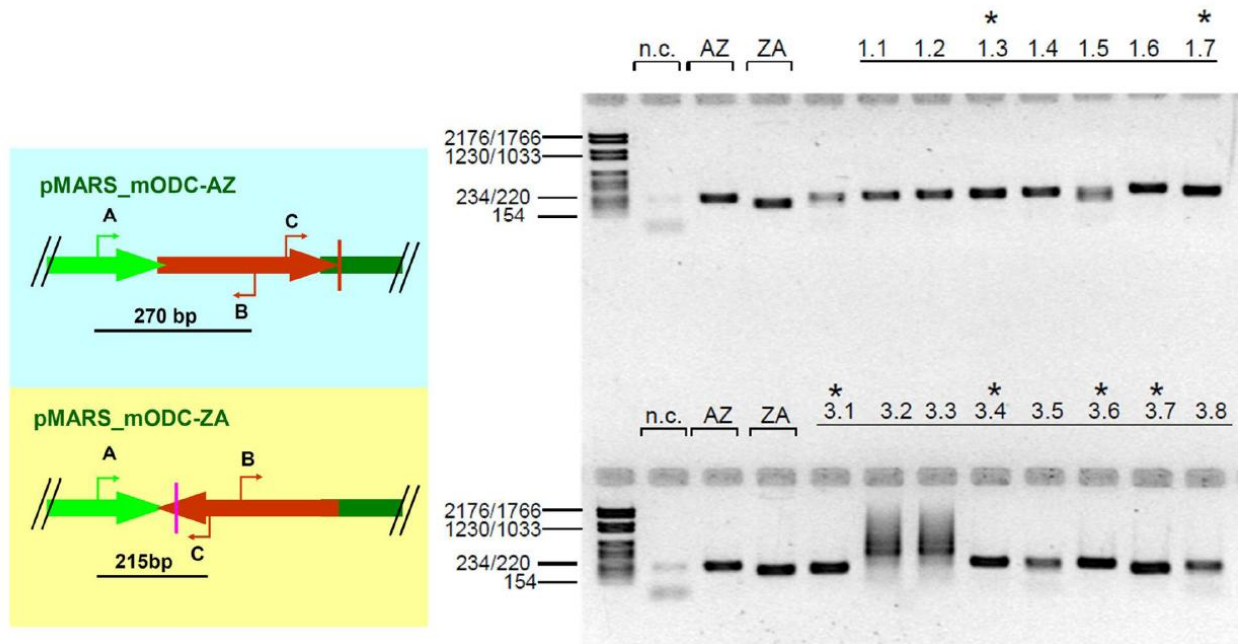 pMARS_mODC-AZ
A
C
B
270 bp
pMARS_mODC-ZA
A
B
C
215bp
* *
n.c. AZ ZA 1.1 1.2 1.3 1.4 1.5 1.6 1.7
2176/1766
1230/1033
234/220
154
* * * *
n.c. AZ ZA 3.1 3.2 3.3 3.4 3.5 3.6 3.7 3.8
2176/1766
1230/1033
234/220
154